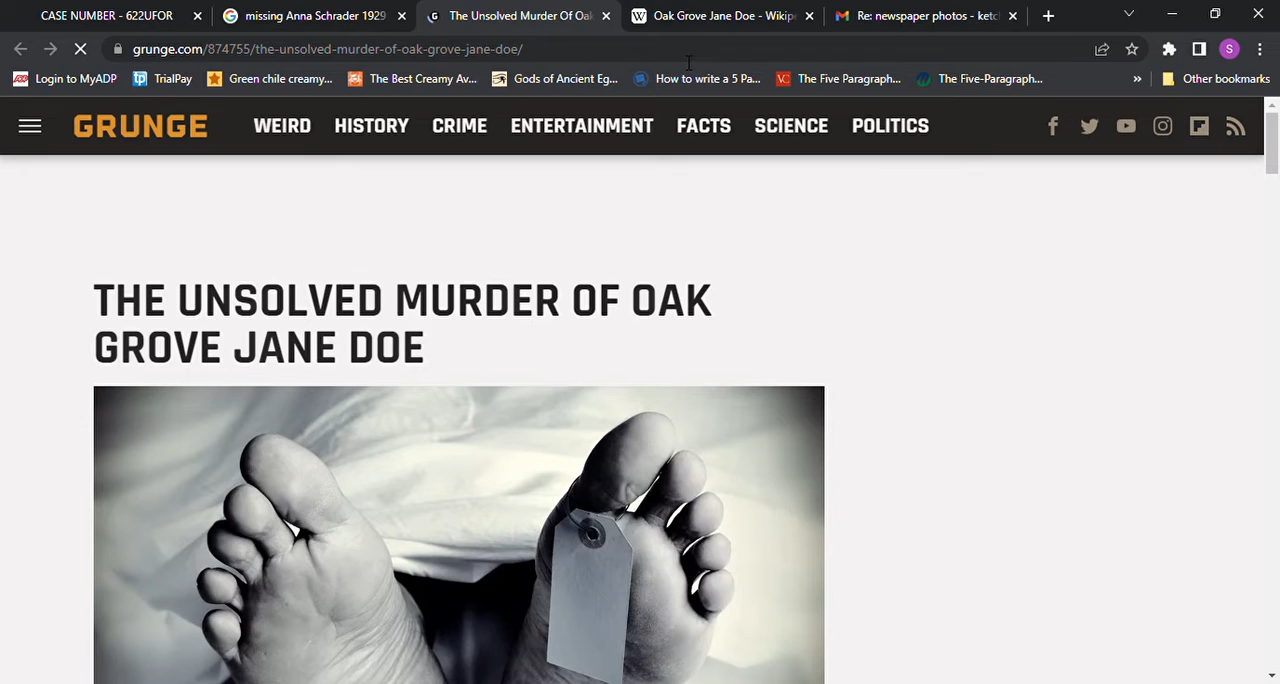 CASE NUMBER - 622UFOR
missing Anna Schrader 1929
The Unsolved Murder Of Oak
Oak Grove Jane Doe - Wikip
Re: newspaper photos - ketch
grunge.com/874755/the-unsolved-murder-of-oak-grove-jane-doe/
S
Login to MyADP
TrialPay
Green chile creamy...
The Best Creamy Av...
Gods of Ancient Eg...
How to write a 5 Pa...
The Five Paragraph...
The Five-Paragraph...
Other bookmarks
GRUNGE
WEIRD
HISTORY
CRIME
ENTERTAINMENT
FACTS
SCIENCE
POLITICS
THE UNSOLVED MURDER OF OAK
GROVE JANE DOE